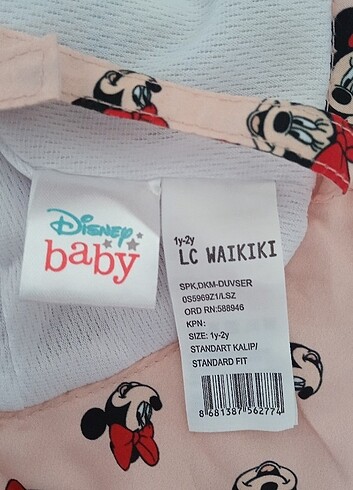 Disney
baby
1y-2y
LC WAIKIKI
SPK,DKM-DUVSER
0S5969Z1/LSZ
ORD RN:588946
KPN:
SIZE: 1y-2y
STANDART KALIP/
STANDARD FIT
8 681387 562774